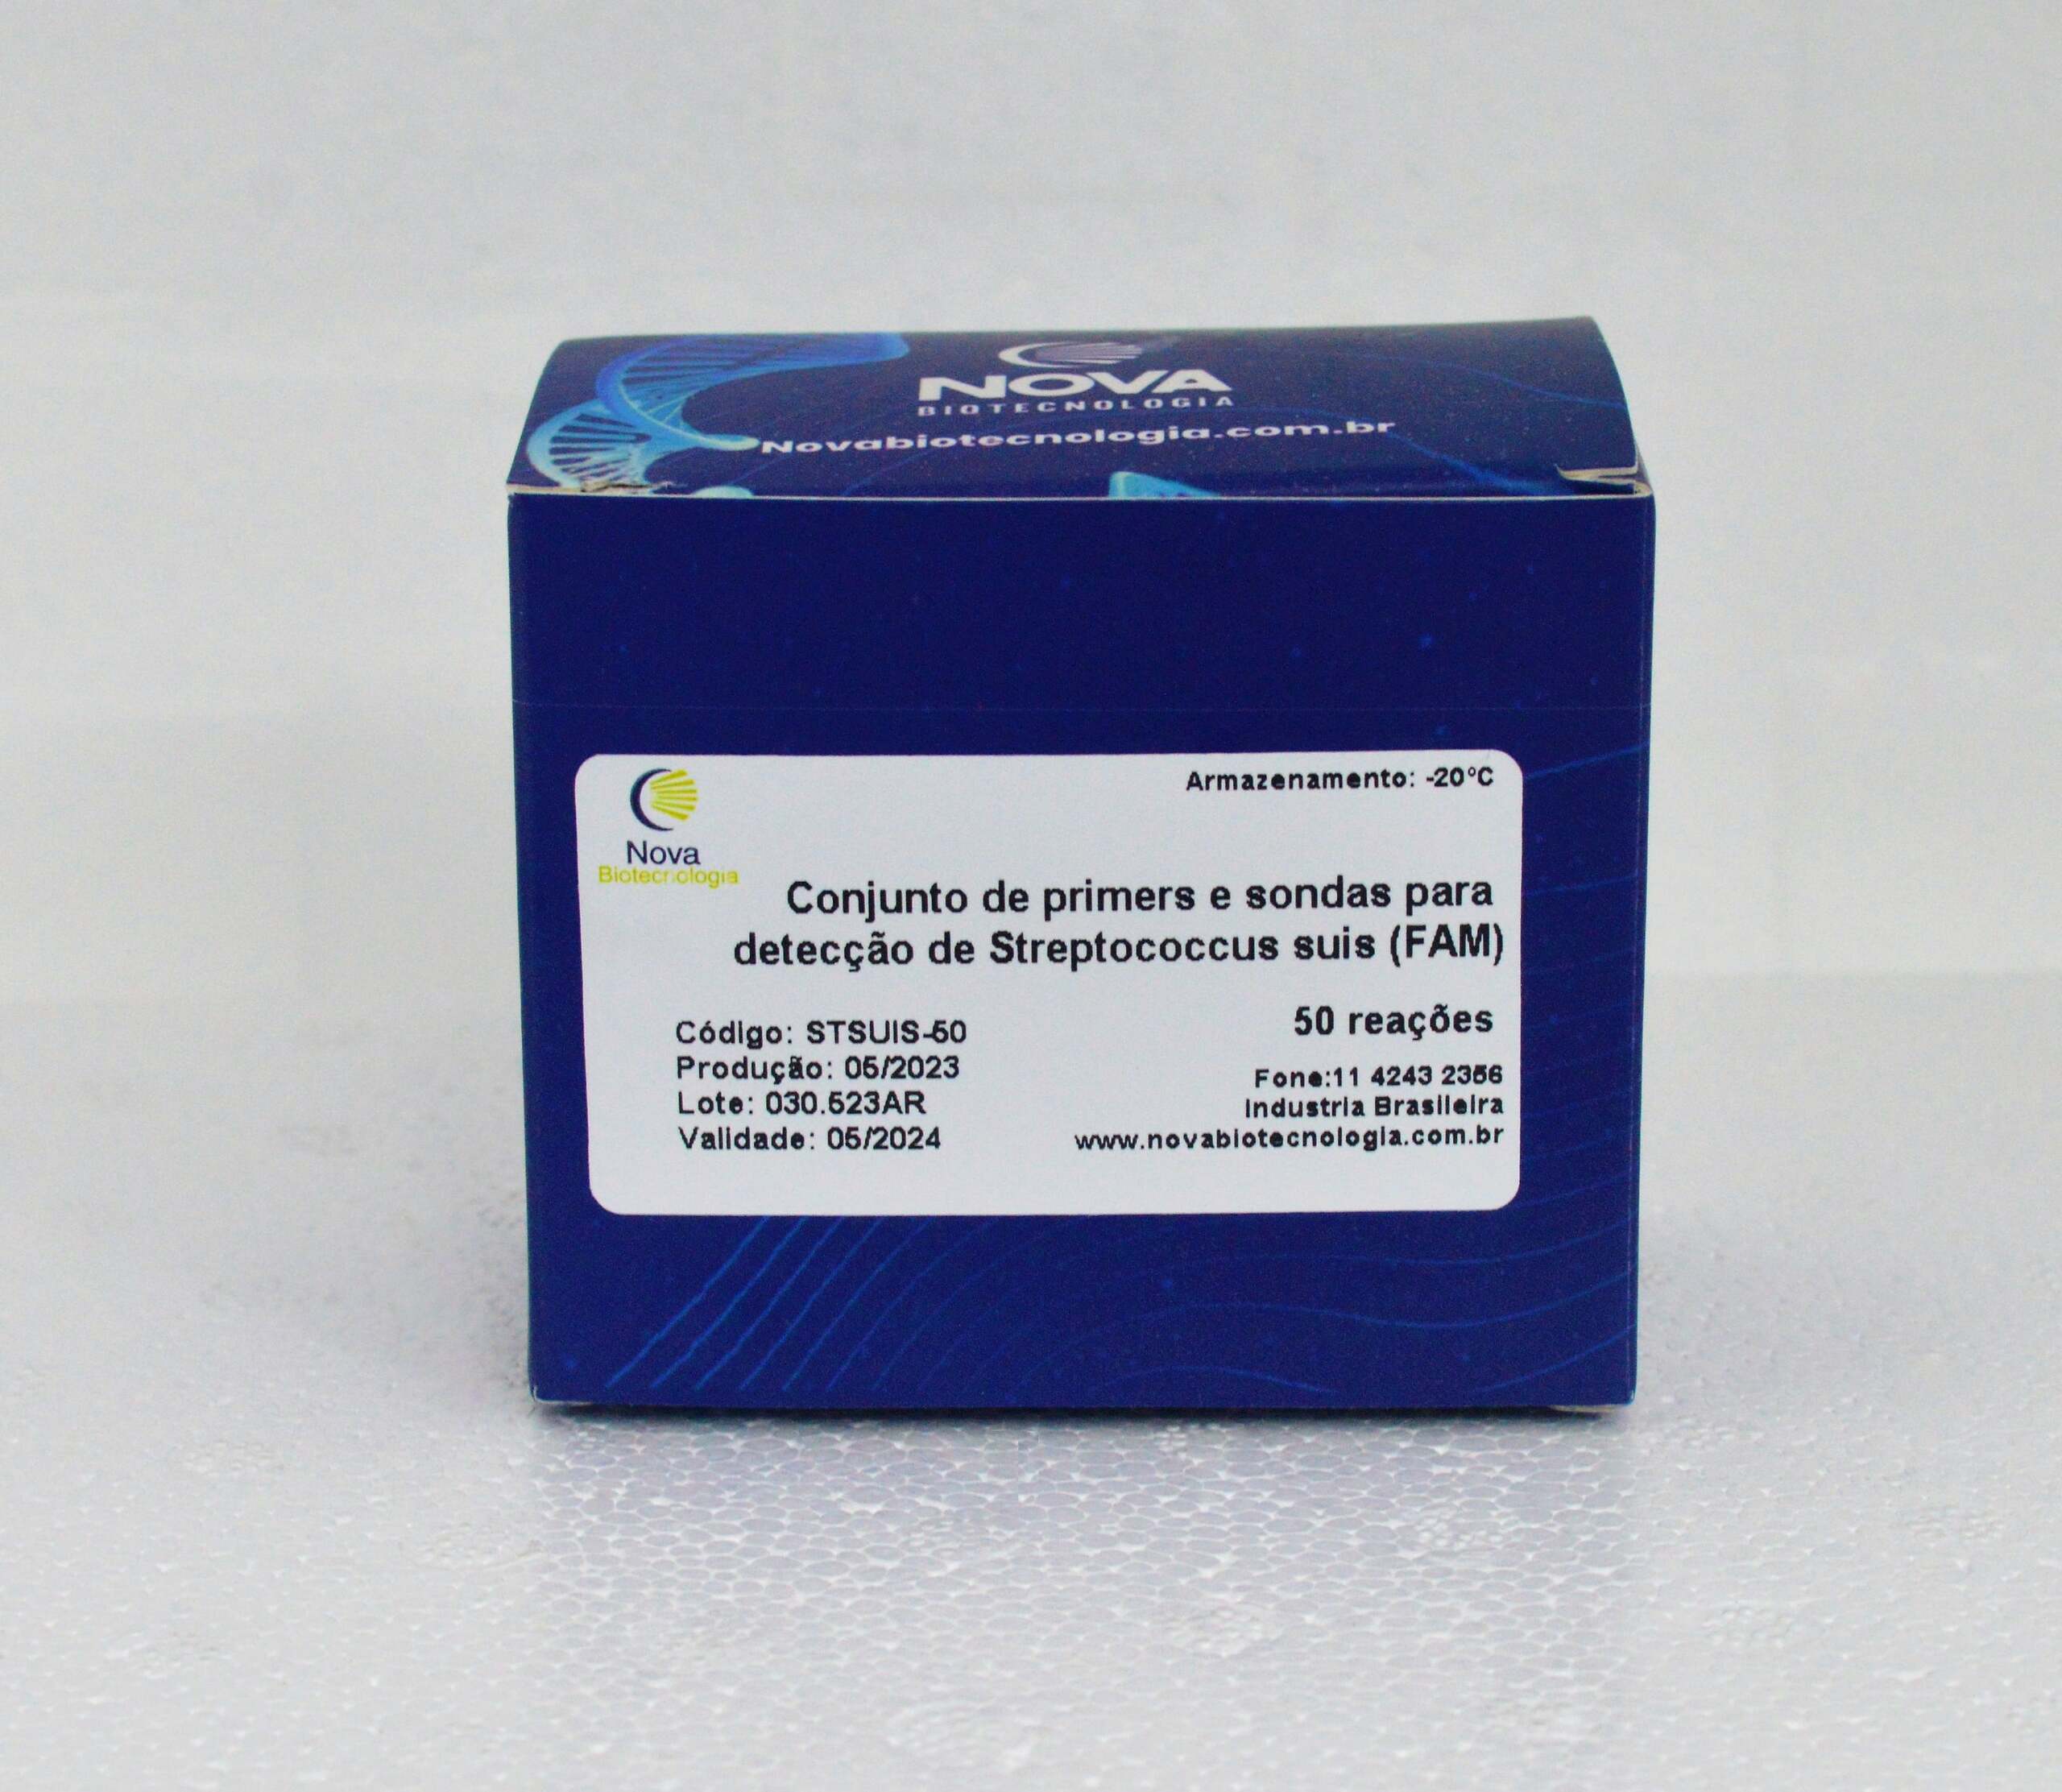 NOVA
BIOTECNOLOGIA
Novabiotecnologia.com.br
Armazenamento: -20°C
Nova
Biotecnologia
Conjunto de primers e sondas para
detecção de Streptococcus suis (FAM)
50 reações
Código: STSUIS-50
Produção: 05/2023
Lote: 030.523AR
Validade: 05/2024
Fone:11 4243 2356
Industria Brasileira
www.novabiotecnologia.com.br